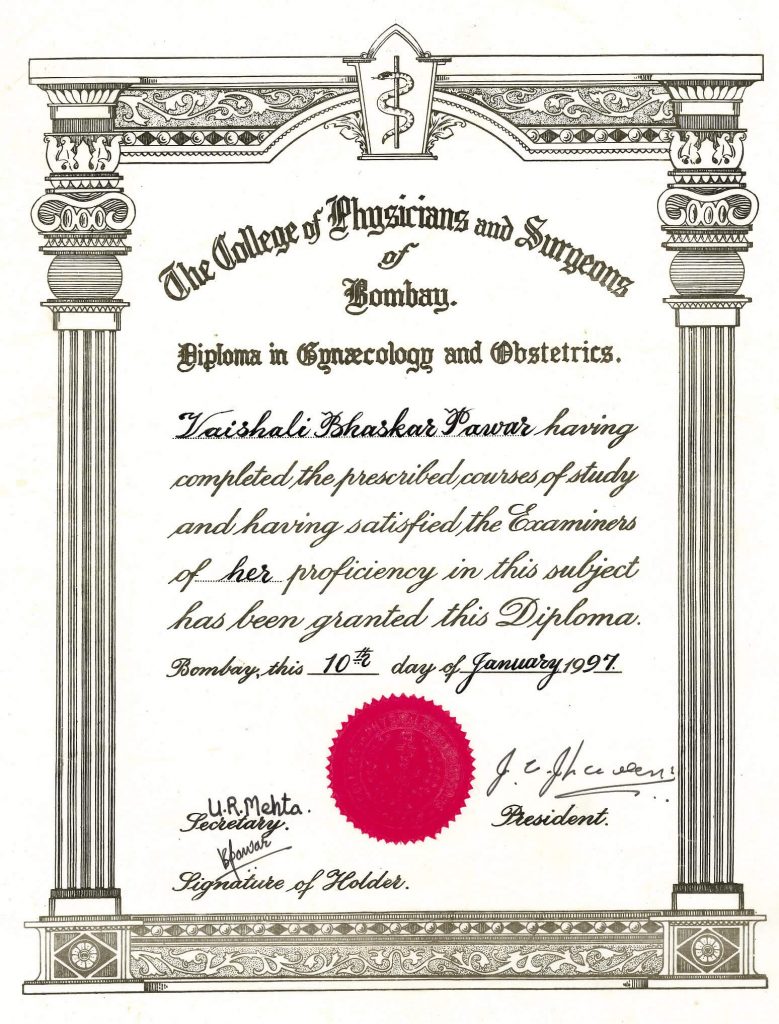 The College of Physicians and Surgeons
of
Bombay.
Diploma in Gynæcology and Obstetrics.
Vaishali Bhaskar Pawar having
completed the prescribed courses of study
and having satisfied the Examiners
of her proficiency in this subject
has been granted this Diploma.
Bombay, this 10th day of January 1997.
U.R.Mehta.
Secretary.
President.
Signature of Holder.